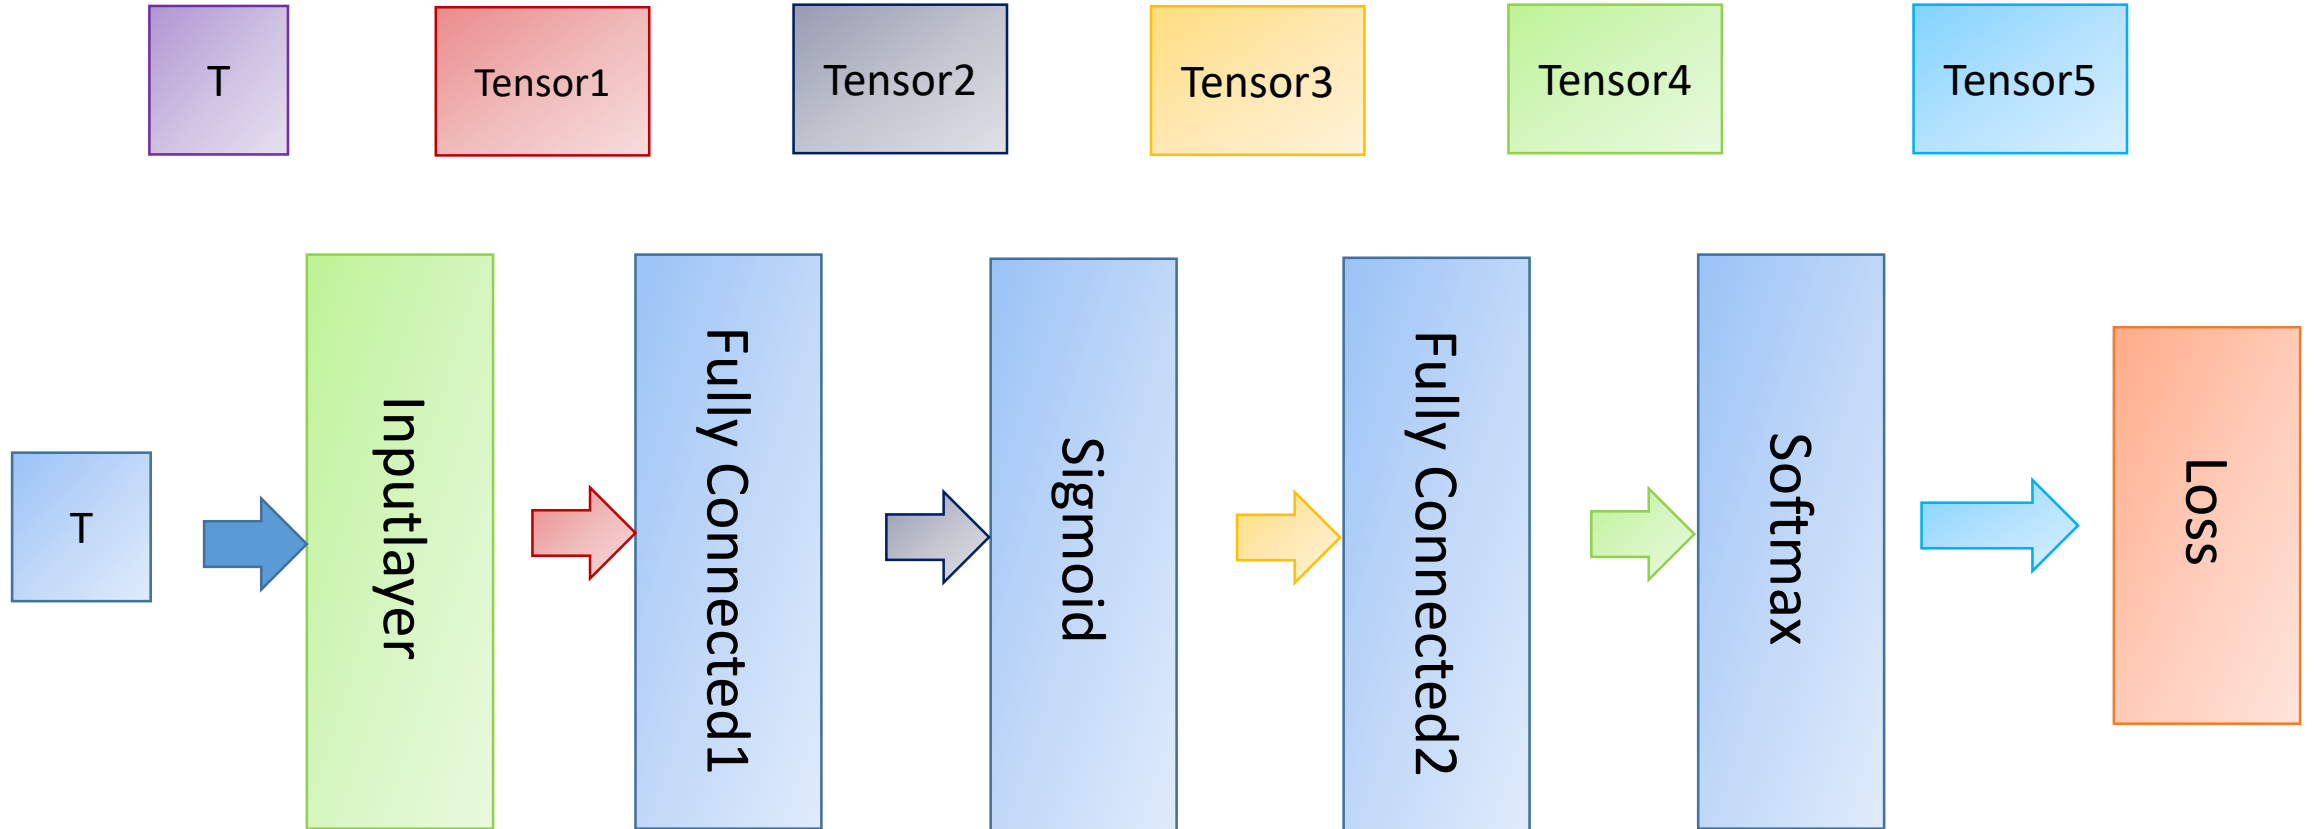 T
Tensor1
Tensor2
Tensor3
Tensor4
Tensor5
T
Inputlayer
Fully Connected1
Sigmoid
Fully Connected2
Softmax
Loss